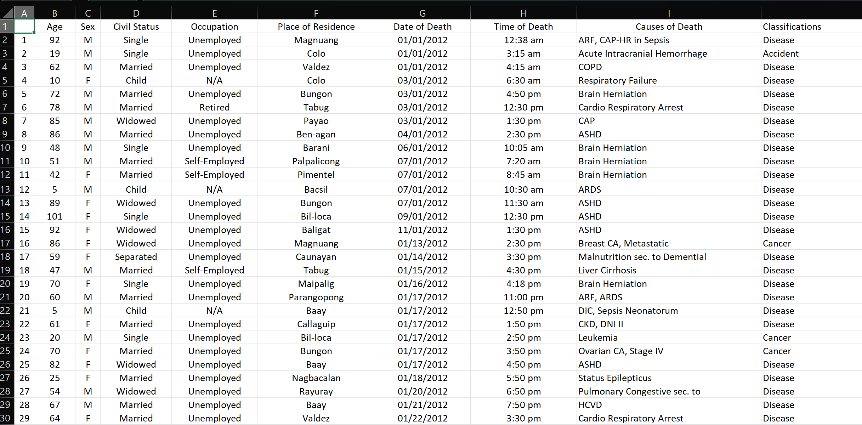 A B C D E F G H I
1 Age Sex Civil Status Occupation Place of Residence Date of Death Time of Death Causes of Death Classifications
2 1 92 M Single Unemployed Magnuang 01/01/2012 12:38 am ARF, CAP-HR in Sepsis Disease
3 2 19 M Single Unemployed Colo 01/01/2012 3:15 am Acute Intracranial Hemorrhage Accident
4 3 62 M Married Unemployed Valdez 01/01/2012 4:15 am COPD Disease
5 4 10 F Child N/A Colo 03/01/2012 6:30 am Respiratory Failure Disease
6 5 72 M Married Unemployed Bungon 03/01/2012 4:50 pm Brain Herniation Disease
7 6 78 M Married Retired Tabug 03/01/2012 12:30 pm Cardio Respiratory Arrest Disease
8 7 85 M Widowed Unemployed Payao 03/01/2012 1:30 pm CAP Disease
9 8 86 M Married Unemployed Ben-agan 04/01/2012 2:30 pm ASHD Disease
10 9 48 M Single Unemployed Barani 06/01/2012 10:05 am Brain Herniation Disease
11 10 51 M Married Self-Employed Palpalicong 07/01/2012 7:20 am Brain Herniation Disease
12 11 42 F Married Self-Employed Pimentel 07/01/2012 8:45 am Brain Herniation Disease
13 12 5 M Child N/A Bacsil 07/01/2012 10:30 am ARDS Disease
14 13 89 F Widowed Unemployed Bungon 07/01/2012 11:30 am ASHD Disease
15 14 101 F Single Unemployed Bil-loca 09/01/2012 12:30 pm ASHD Disease
16 15 92 F Widowed Unemployed Baligat 11/01/2012 1:30 pm ASHD Disease
17 16 86 F Widowed Unemployed Magnuang 01/13/2012 2:30 pm Breast CA, Metastatic Cancer
18 17 59 F Separated Unemployed Caunayan 01/14/2012 3:30 pm Malnutrition sec. to Demential Disease
19 18 47 M Married Self-Employed Tabug 01/15/2012 4:30 pm Liver Cirrhosis Disease
20 19 70 F Single Unemployed Maipalig 01/16/2012 4:18 pm Brain Herniation Disease
21 20 60 M Married Unemployed Parangopong 01/17/2012 11:00 pm ARF, ARDS Disease
22 21 5 M Child N/A Baay 01/17/2012 12:50 pm DIC, Sepsis Neonatorum Disease
23 22 61 F Married Unemployed Callaguip 01/17/2012 1:50 pm CKD, DNI II Disease
24 23 20 M Single Unemployed Bil-loca 01/17/2012 2:50 pm Leukemia Cancer
25 24 70 F Married Unemployed Bungon 01/17/2012 3:50 pm Ovarian CA, Stage IV Cancer
26 25 82 F Widowed Unemployed Baay 01/17/2012 4:50 pm ASHD Disease
27 26 25 F Married Unemployed Nagbacalan 01/18/2012 5:50 pm Status Epilepticus Disease
28 27 54 M Widowed Unemployed Rayuray 01/20/2012 6:50 pm Pulmonary Congestive sec. to Disease
29 28 67 M Married Unemployed Baay 01/21/2012 7:50 pm HCVD Disease
30 29 64 F Married Unemployed Valdez 01/22/2012 3:30 pm Cardio Respiratory Arrest Disease